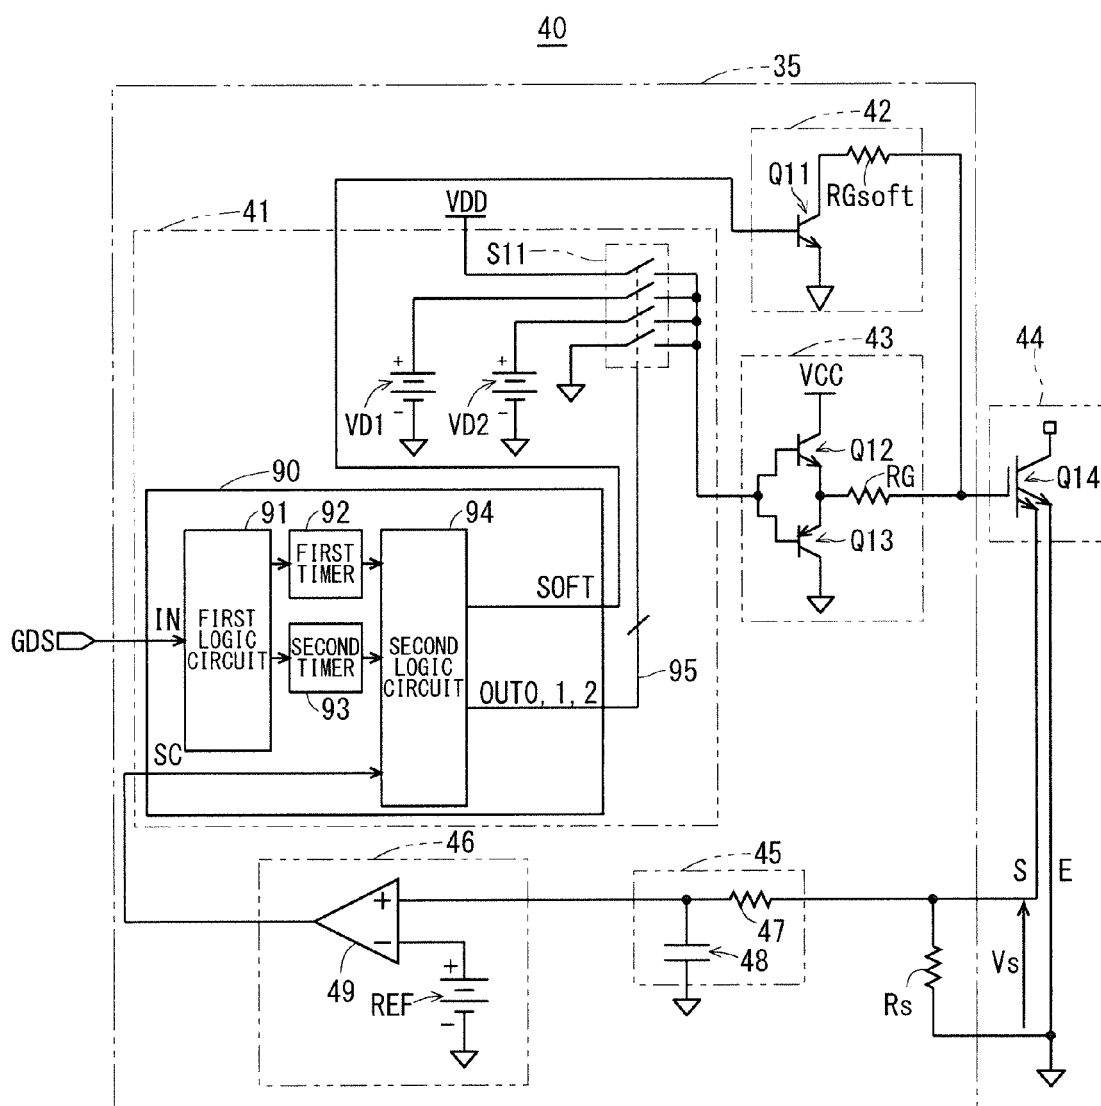 40
35
42
Q11
RGsoft
41
VDD
S11
43
VCC
44
VD1
VD2
Q12
RG
Q14
Q13
90
91
92
94
FIRST
TIMER
SOFT
IN
FIRST
LOGIC
CIRCUIT
GDS
SECOND
TIMER
93
SECOND
LOGIC
CIRCUIT
95
OUT0, 1, 2
SC
46
45
S
E
+
−
49
47
48
REF
+
−
Rs
Vs